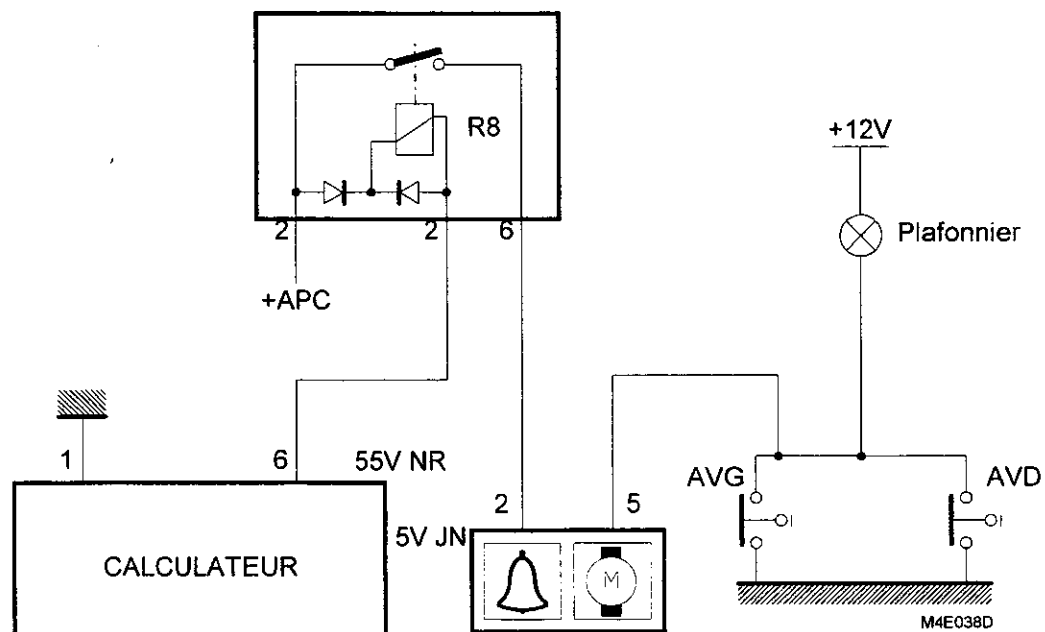 R8
+12V
2
2
6
Plafonnier
+APC
1
6
55V NR
AVG
AVD
2
5
5V JN
CALCULATEUR
M
M4E038D